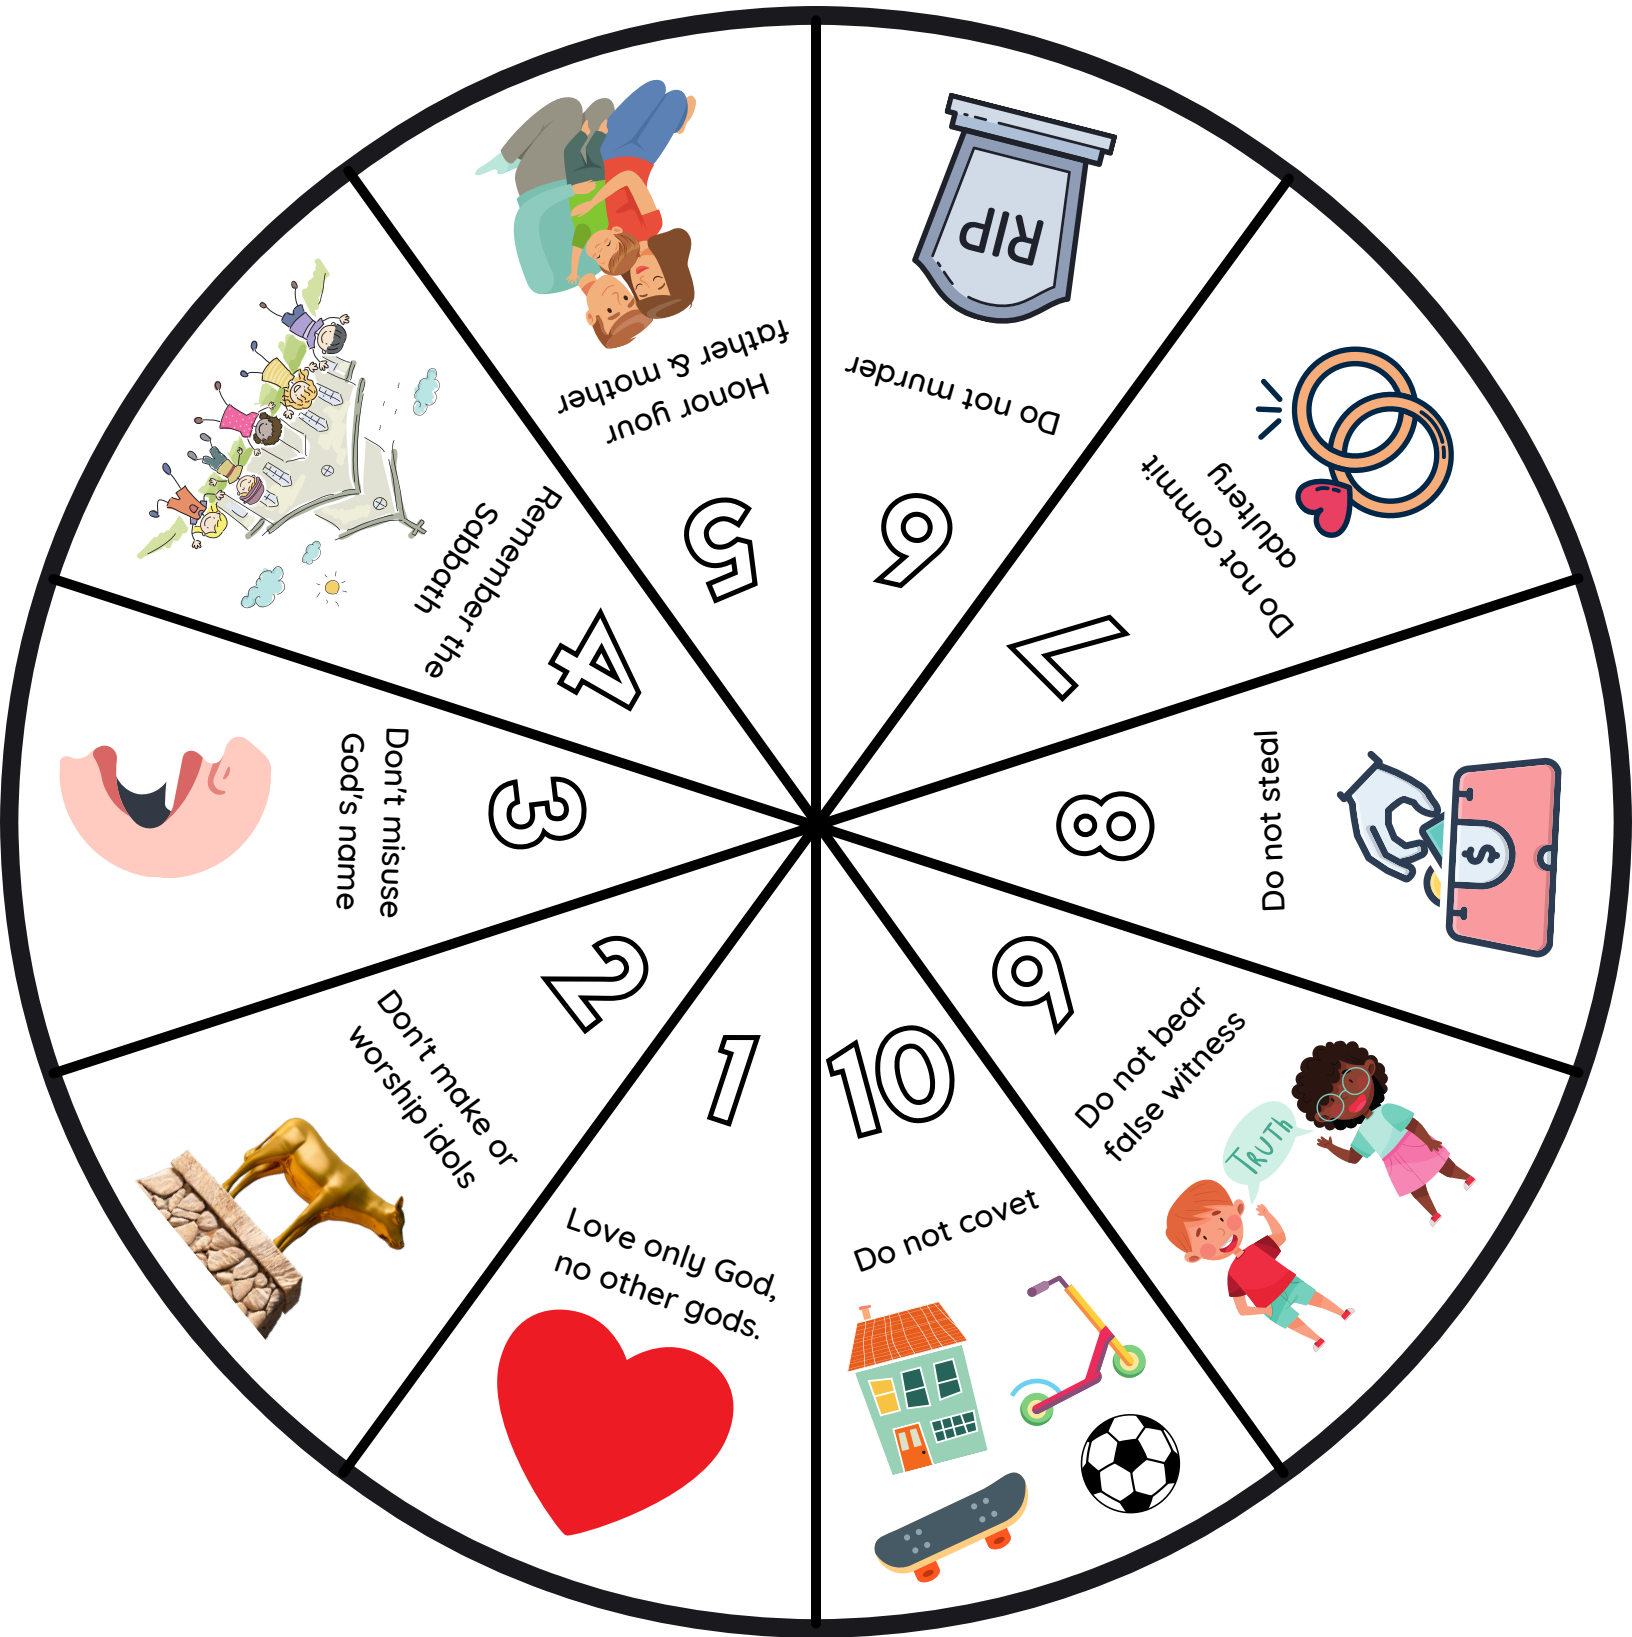 1
Love only God,
no other gods.
2
Don't make or
worship idols
3
Don't misuse
God's name
4
Remember the
Sabbath
5
Honor your
father & mother
6
Do not murder
RIP
7
Do not commit
adultery
8
Do not steal
$
9
Do not bear
false witness
TRUTh
10
Do not covet